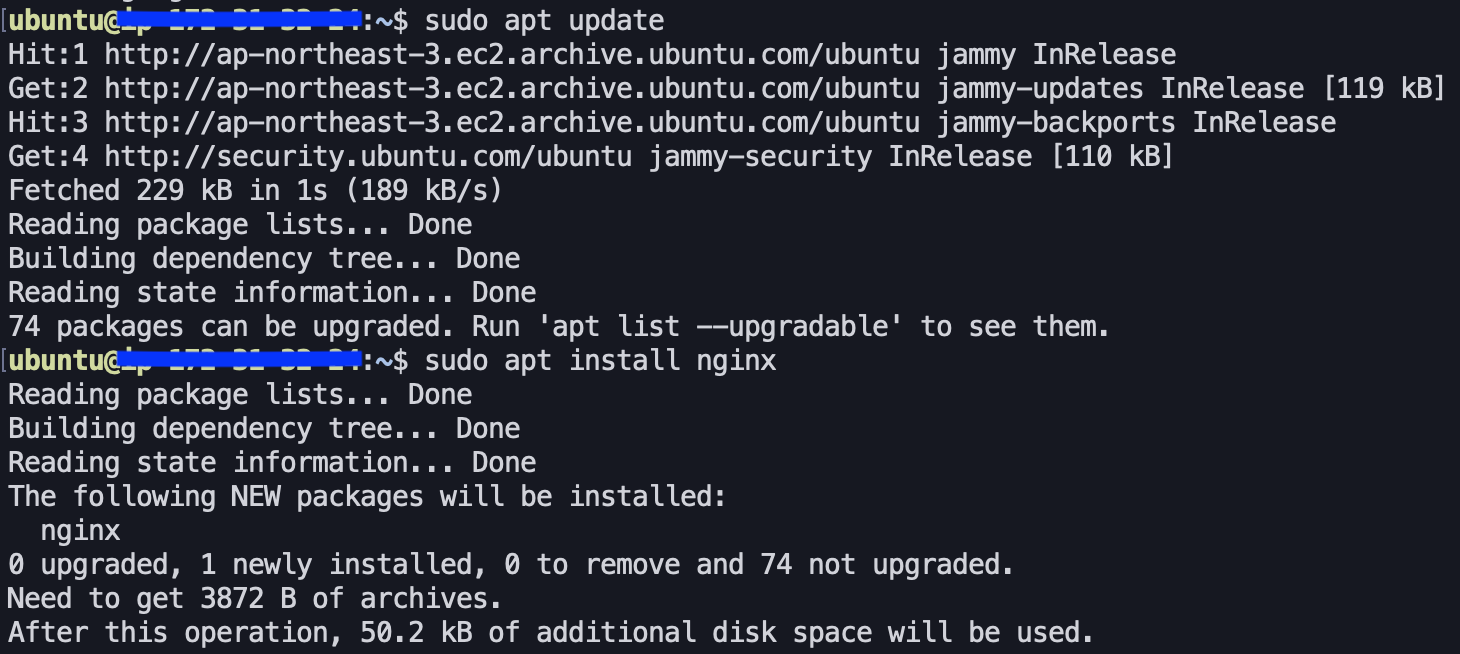 ubuntu@:~$ sudo apt update
Hit:1 http://ap-northeast-3.ec2.archive.ubuntu.com/ubuntu jammy InRelease
Get:2 http://ap-northeast-3.ec2.archive.ubuntu.com/ubuntu jammy-updates InRelease [119 kB]
Hit:3 http://ap-northeast-3.ec2.archive.ubuntu.com/ubuntu jammy-backports InRelease
Get:4 http://security.ubuntu.com/ubuntu jammy-security InRelease [110 kB]
Fetched 229 kB in 1s (189 kB/s)
Reading package lists... Done
Building dependency tree... Done
Reading state information... Done
74 packages can be upgraded. Run 'apt list --upgradable' to see them.
ubuntu@:~$ sudo apt install nginx
Reading package lists... Done
Building dependency tree... Done
Reading state information... Done
The following NEW packages will be installed:
  nginx
0 upgraded, 1 newly installed, 0 to remove and 74 not upgraded.
Need to get 3872 B of archives.
After this operation, 50.2 kB of additional disk space will be used.